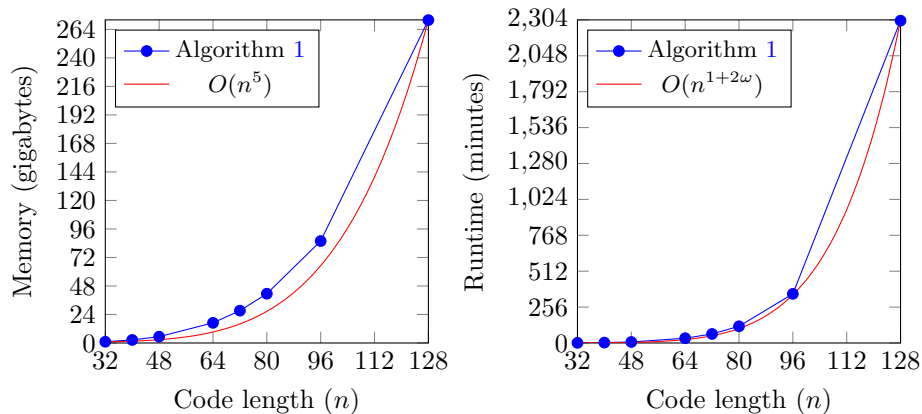 264
240
216
192
168
144
120
96
72
48
24
0
Memory (gigabytes)
Algorithm 1
O(n⁵)
32 48 64 80 96 112 128
Code length (n)
2,304
2,048
1,792
1,536
1,280
1,024
768
512
256
0
Runtime (minutes)
Algorithm 1
O(n¹⁺²ω)
32 48 64 80 96 112 128
Code length (n)